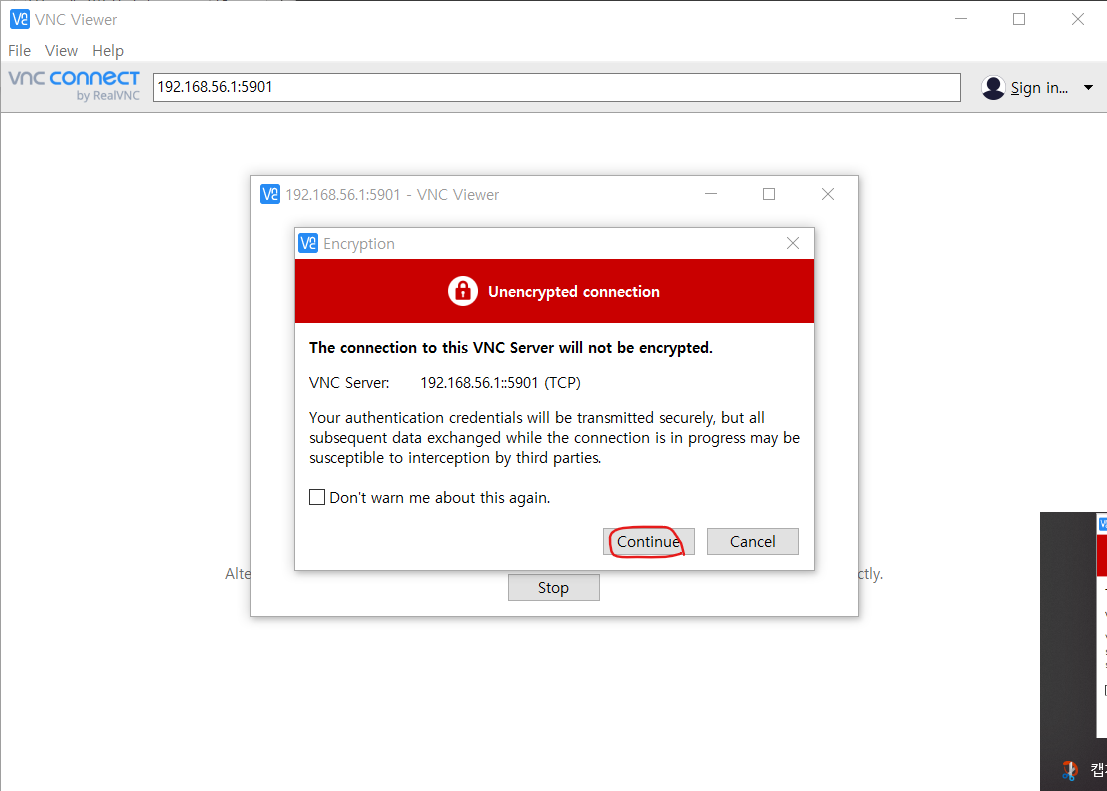 VNC Viewer
File View Help
vnc connect
by RealVNC
192.168.56.1:5901
Sign in...
192.168.56.1:5901 - VNC Viewer
Encryption
Unencrypted connection
The connection to this VNC Server will not be encrypted.
VNC Server: 192.168.56.1::5901 (TCP)
Your authentication credentials will be transmitted securely, but all
subsequent data exchanged while the connection is in progress may be
susceptible to interception by third parties.
Don't warn me about this again.
Continue Cancel
Alte ctly.
Stop